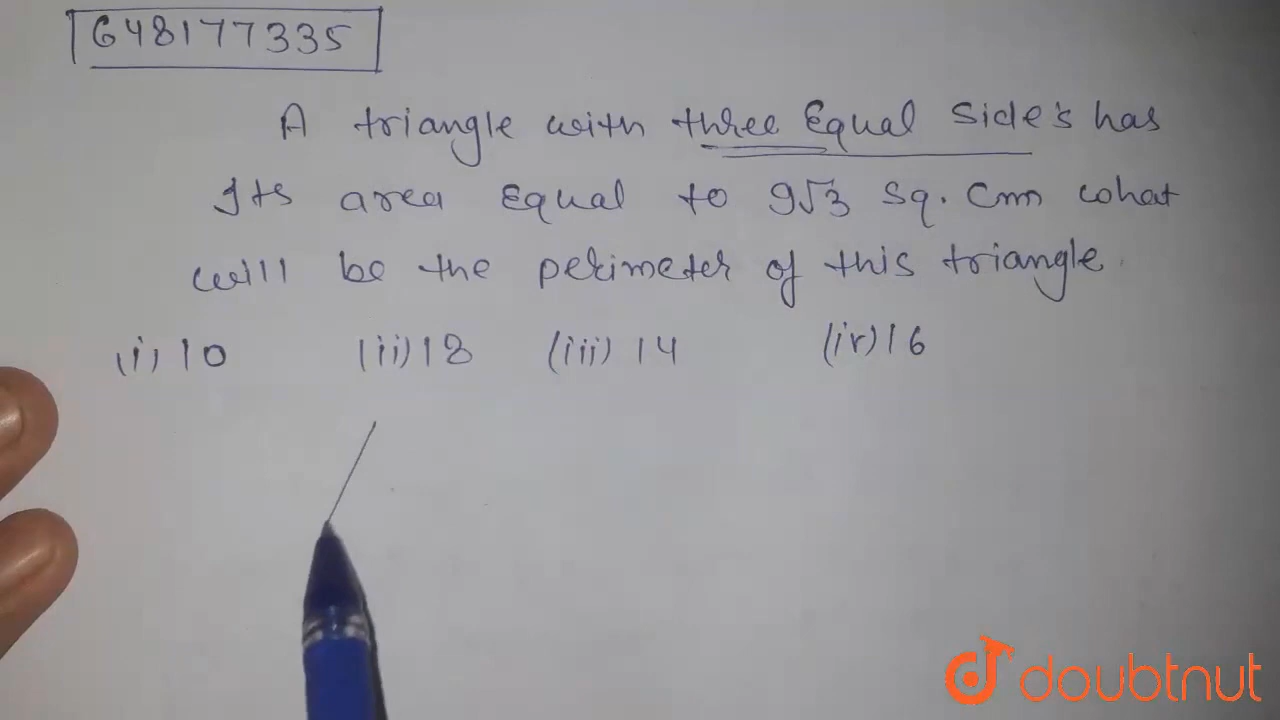 648177335
A triangle with three Equal Side's has
Its area Equal to 9√3 Sq. Cm what
will be the perimeter of this triangle.
(i) 10 (ii) 18 (iii) 14 (iv) 16
doubtnut